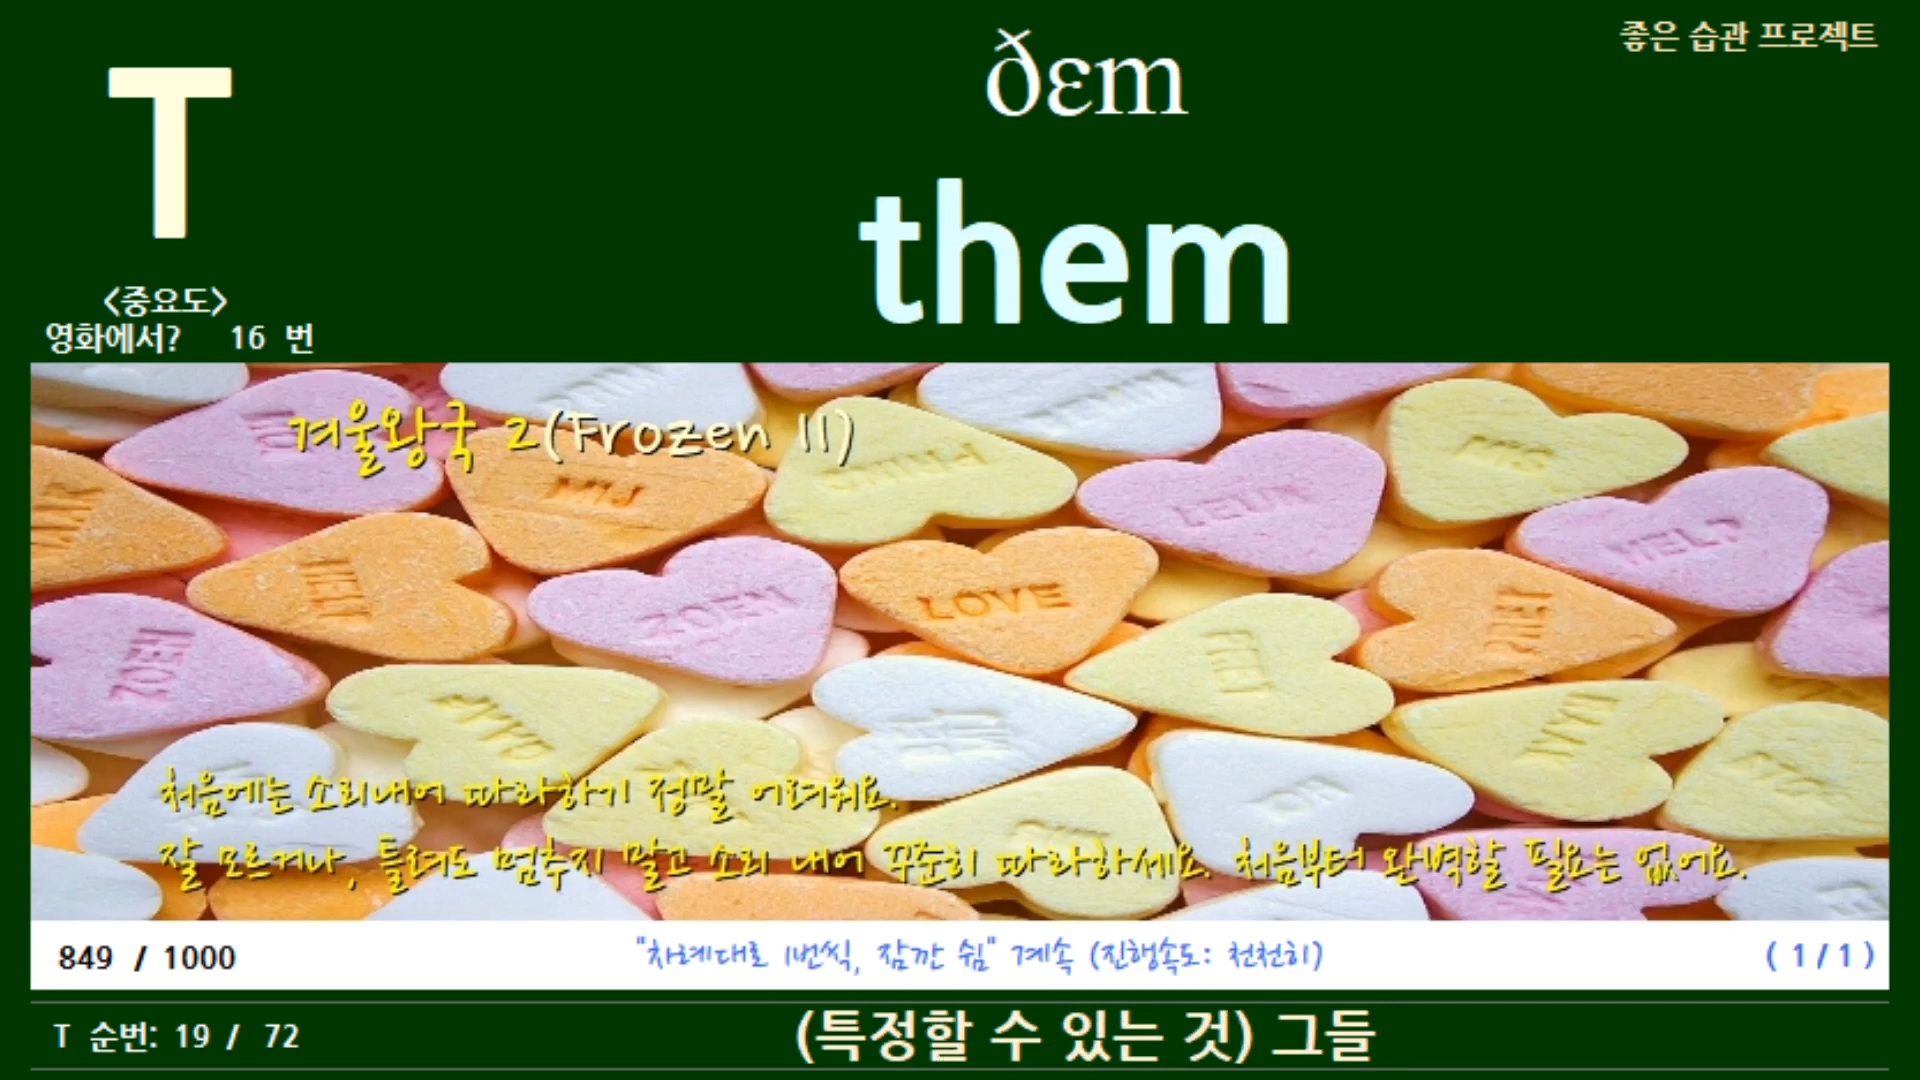 좋은 습관 프로젝트
T
ðɛm
them
<중요도>
영화에서? 16 번
겨울왕국 2(Frozen II)
MIJ
LEUK
HELP
HELP
ZOEN
LOVE
처음에는 소리내어 따라하기 정말 어려워요.
잘 모르거나, 틀려도 멈추지 말고 소리 내어 꾸준히 따라하세요. 처음부터 완벽할 필요는 없어요.
849 / 1000
"차례대로 1번씩, 잠깐 쉼" 계속 (진행속도: 천천히)
( 1 / 1 )
T 순번: 19 / 72
(특정할 수 있는 것) 그들